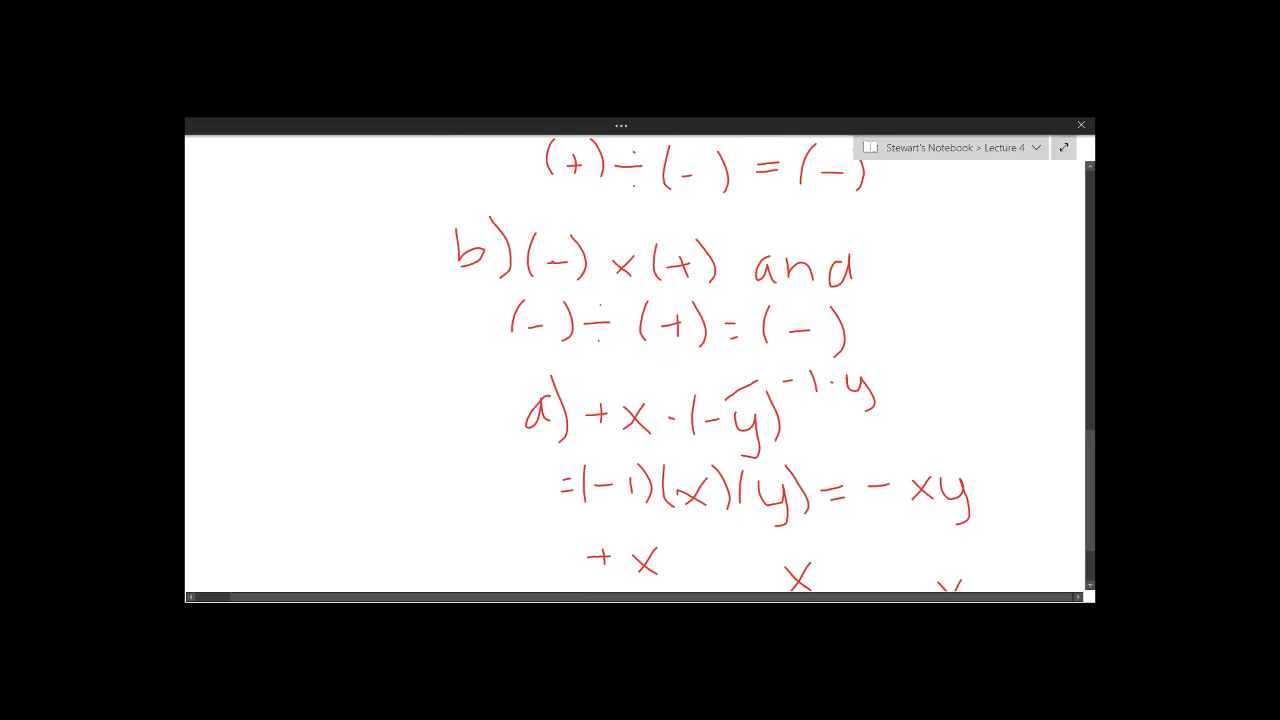 Stewart's Notebook > Lecture 4
(+) ÷ (-) = (-)
b) (-) x (+) and
(-) ÷ (+) = (-)
a) + x · (-y) -1·y
= (-1)(x)(y) = - xy
+ x x